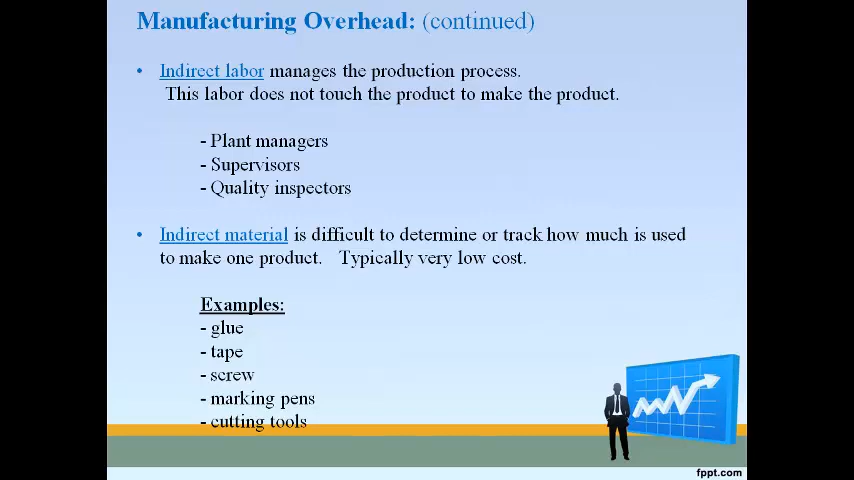 Manufacturing Overhead: (continued)
• Indirect labor manages the production process.
This labor does not touch the product to make the product.
- Plant managers
- Supervisors
- Quality inspectors
• Indirect material is difficult to determine or track how much is used
to make one product. Typically very low cost.
Examples:
- glue
- tape
- screw
- marking pens
- cutting tools
fppt.com